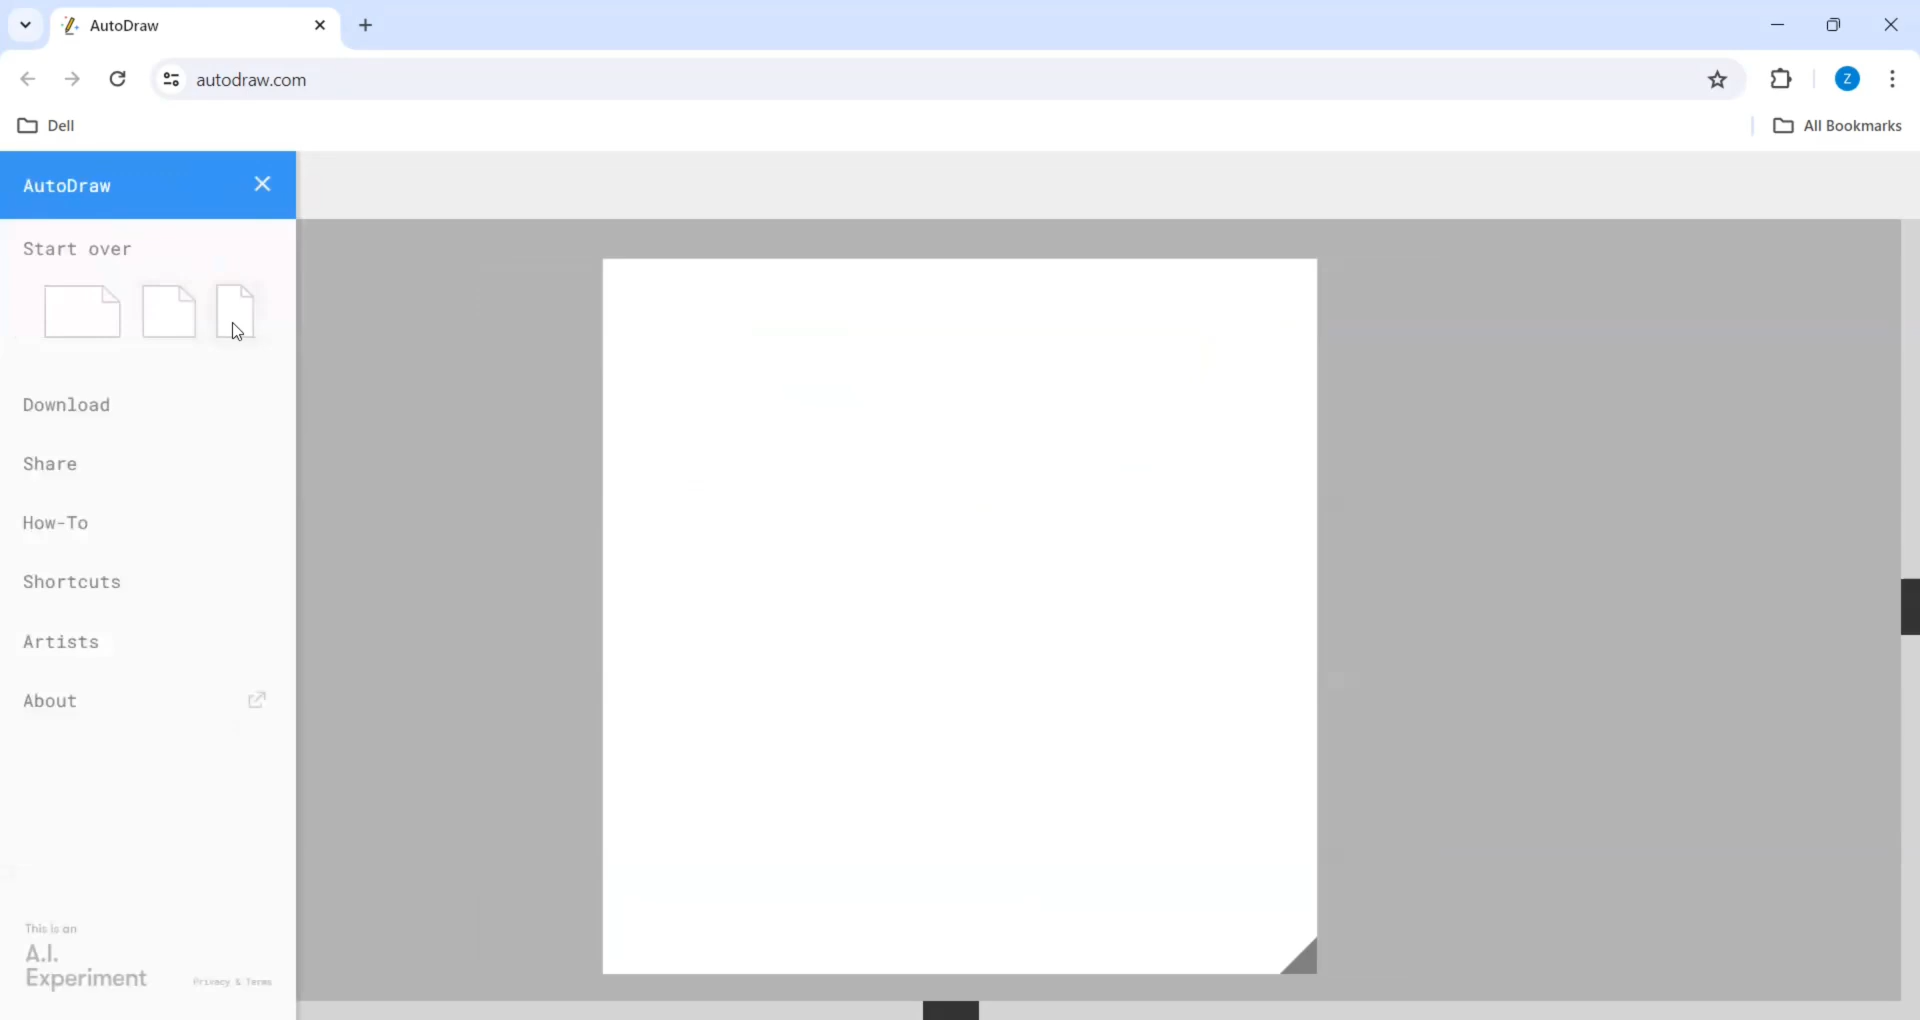 AutoDraw
autodraw.com
Z
Dell
All Bookmarks
AutoDraw
Start over
Download
Share
How-To
Shortcuts
Artists
About
This is an
A.I.
Experiment
Privacy & Terms